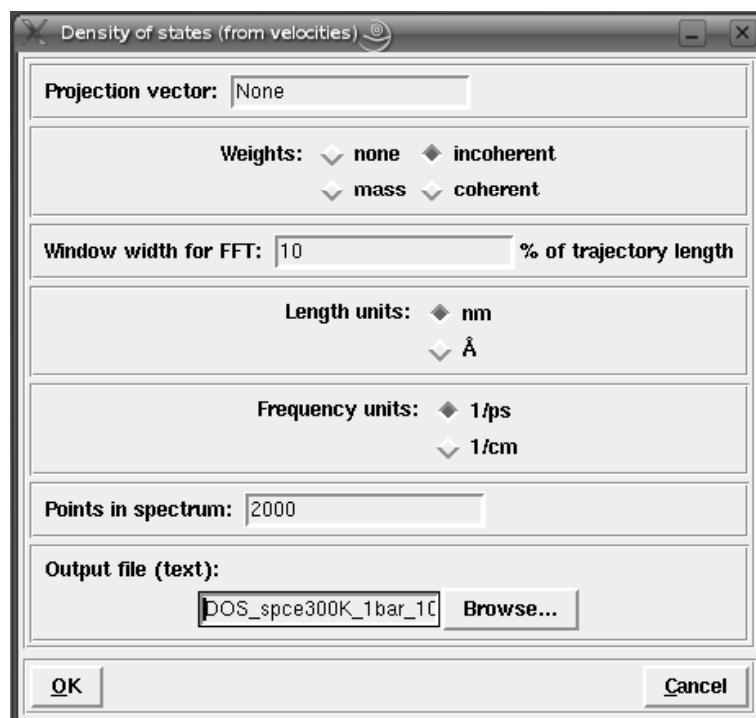 Density of states (from velocities)
Projection vector: None
Weights: none incoherent
mass coherent
Window width for FFT: 10 % of trajectory length
Length units: nm
Å
Frequency units: 1/ps
1/cm
Points in spectrum: 2000
Output file (text):
DOS_spce300K_1bar_10 Browse...
OK Cancel